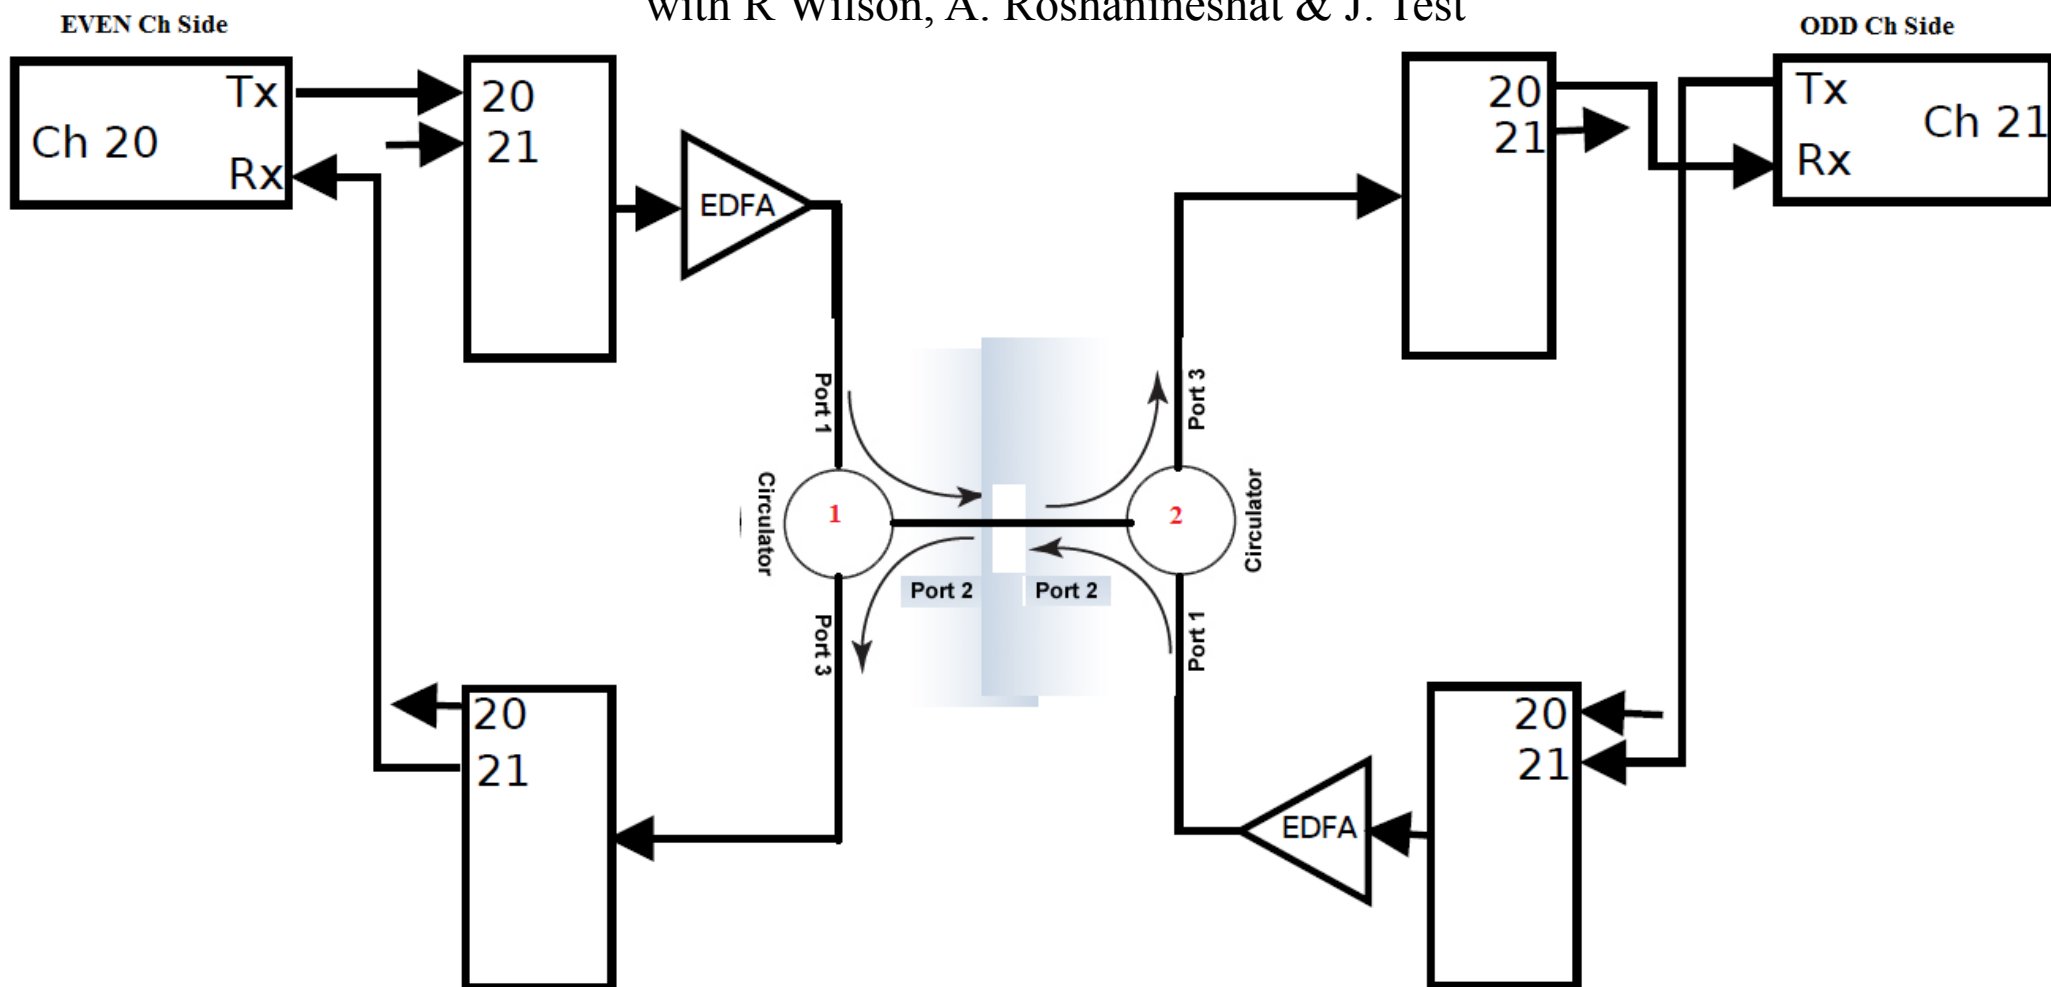 with R Wilson, A. Roshanineshat & J. Test
EVEN Ch Side
ODD Ch Side
Tx
Ch 20
Rx
20
21
EDFA
20
21
Tx
Ch 21
Rx
Port 1
Port 3
Circulator
1
2
Circulator
Port 2
Port 2
Port 3
Port 1
20
21
20
21
EDFA